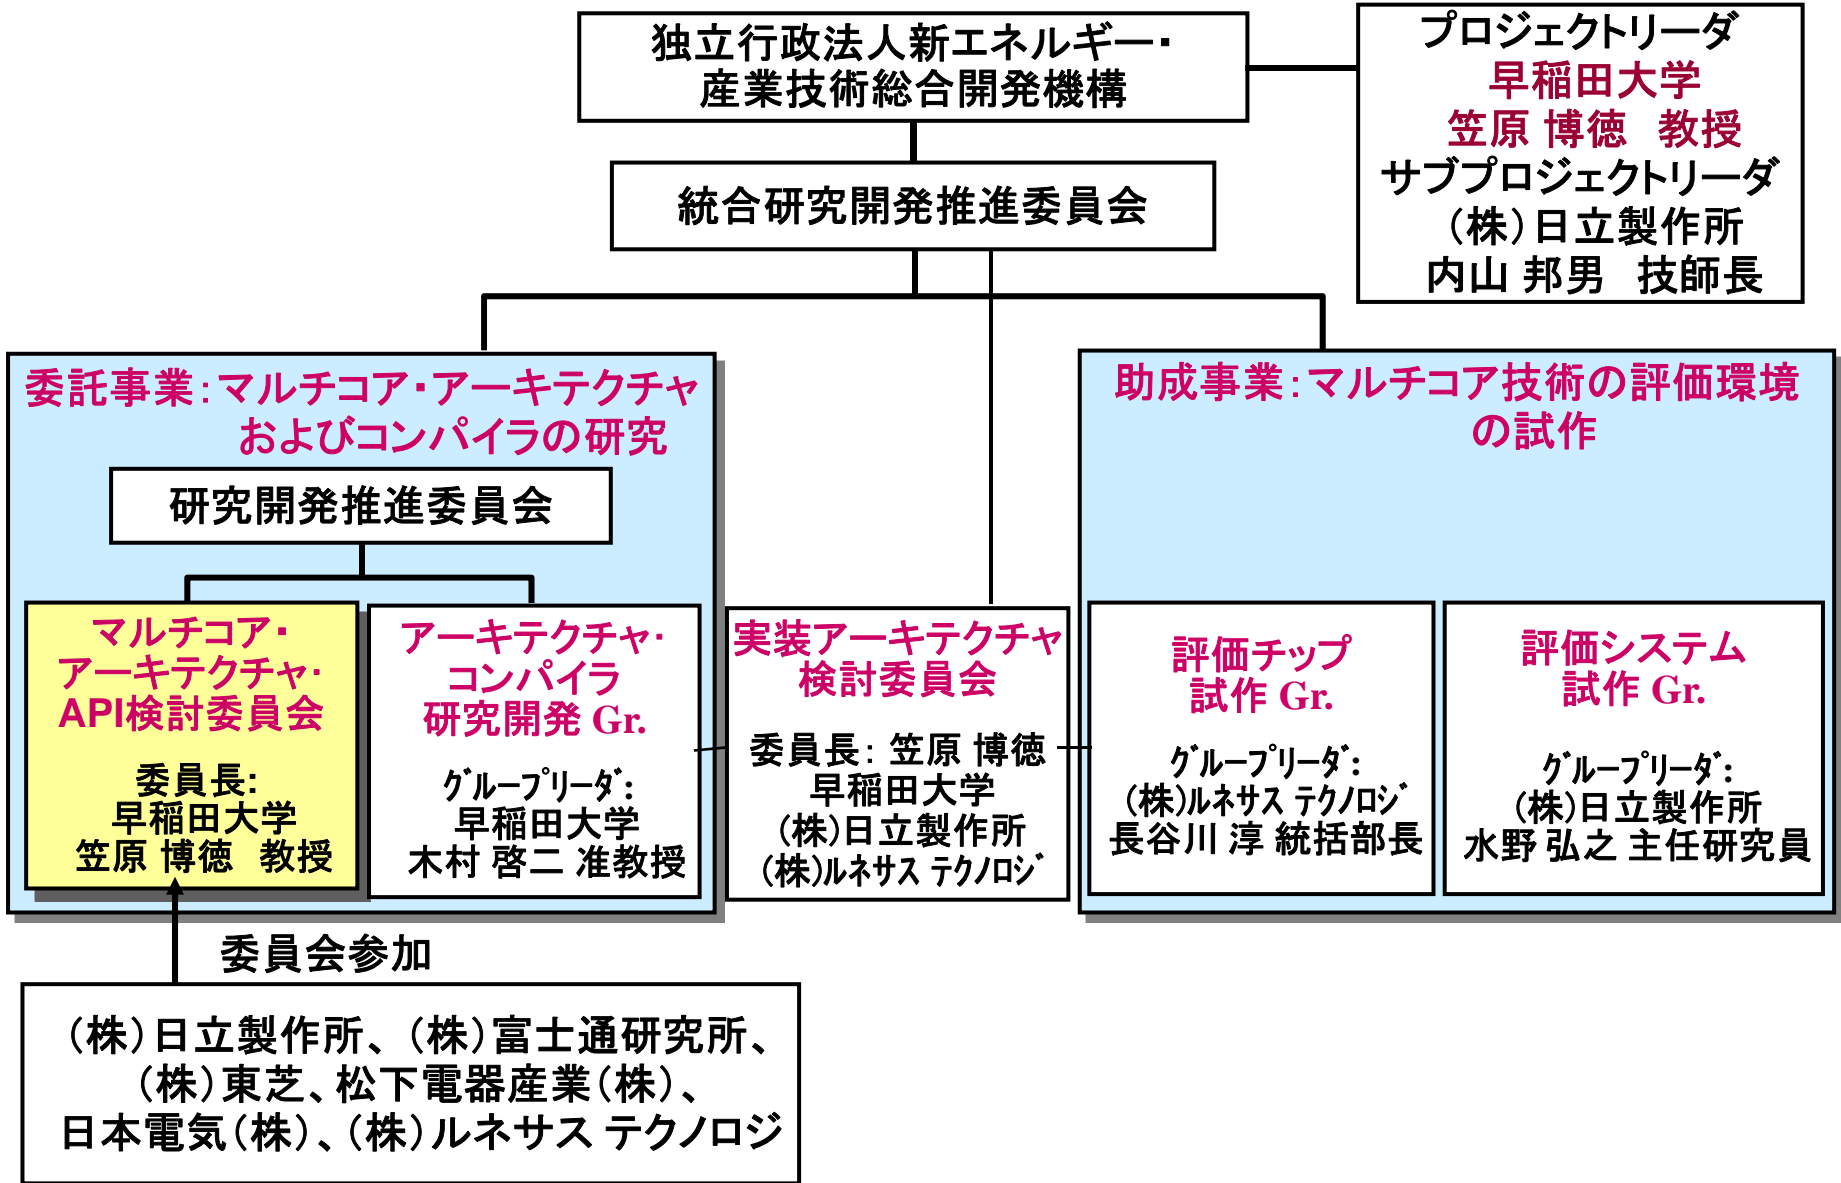 独立行政法人新エネルギー・
産業技術総合開発機構
プロジェクトリーダ
早稲田大学
笠原 博徳　教授
サブプロジェクトリーダ
（株）日立製作所
内山 邦男　技師長
統合研究開発推進委員会
委託事業：マルチコア・アーキテクチャ
およびコンパイラの研究
研究開発推進委員会
マルチコア・
アーキテクチャ・
API検討委員会
委員長:
早稲田大学
笠原 博徳　教授
アーキテクチャ・
コンパイラ
研究開発 Gr.
ｸﾞﾙｰﾌﾟﾘｰﾀﾞ:
早稲田大学
木村 啓二 准教授
実装アーキテクチャ
検討委員会
委員長: 笠原 博徳
早稲田大学
(株)日立製作所
(株)ﾙﾈｻｽ ﾃｸﾉﾛｼﾞ
助成事業：マルチコア技術の評価環境
の試作
評価チップ
試作 Gr.
ｸﾞﾙｰﾌﾟﾘｰﾀﾞ:
(株)ﾙﾈｻｽ ﾃｸﾉﾛｼﾞ
長谷川 淳 統括部長
評価システム
試作 Gr.
ｸﾞﾙｰﾌﾟﾘｰﾀﾞ:
(株)日立製作所
水野 弘之 主任研究員
委員会参加
（株）日立製作所、（株）富士通研究所、
（株）東芝、松下電器産業（株）、
日本電気（株）、（株）ルネサス テクノロジ